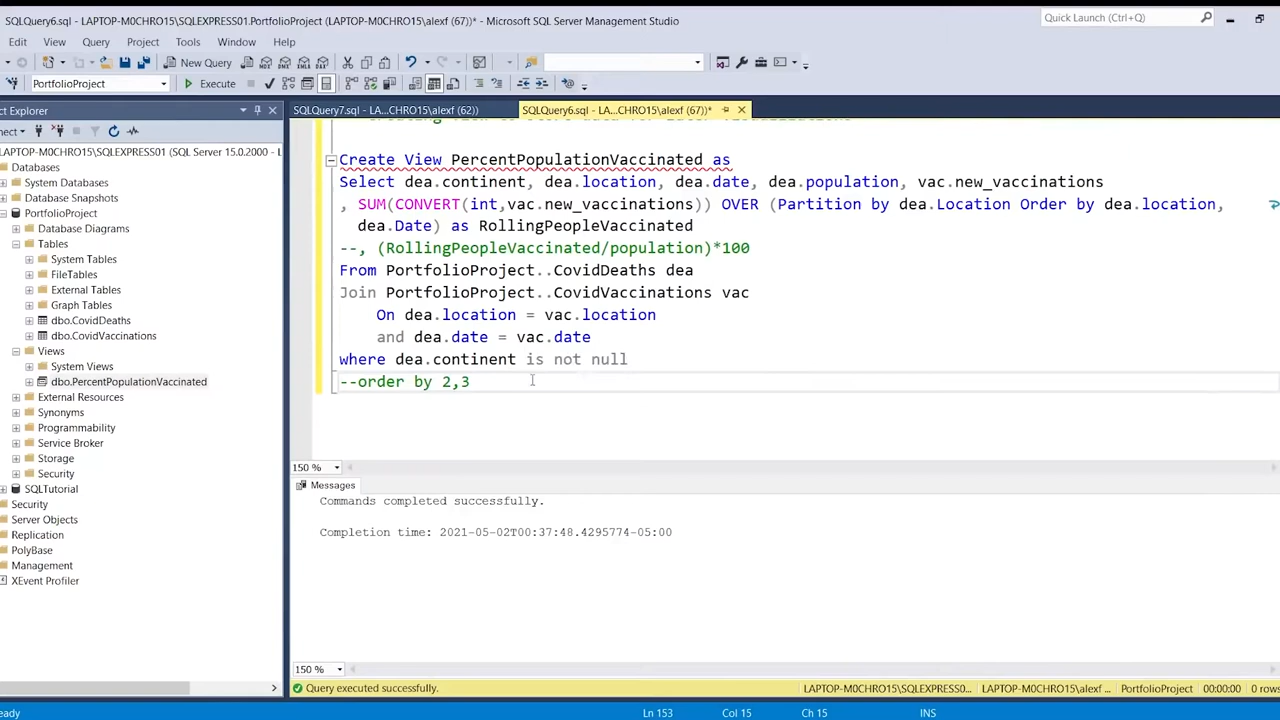 SQLQuery6.sql - LAPTOP-M0CHRO15\SQLEXPRESS01.PortfolioProject (LAPTOP-M0CHRO15\alexf (67))* - Microsoft SQL Server Management Studio
Quick Launch (Ctrl+Q)
Edit View Query Project Tools Window Help
New Query
PortfolioProject
Execute
ct Explorer
SQLQuery7.sql - LA...CHRO15\alexf (62))
SQLQuery6.sql - LA...CHRO15\alexf (67))*
nect
LAPTOP-M0CHRO15\SQLEXPRESS01 (SQL Server 15.0.2000 - L
Databases
System Databases
Database Snapshots
PortfolioProject
Database Diagrams
Tables
System Tables
FileTables
External Tables
Graph Tables
dbo.CovidDeaths
dbo.CovidVaccinations
Views
System Views
dbo.PercentPopulationVaccinated
External Resources
Synonyms
Programmability
Service Broker
Storage
Security
SQLTutorial
Security
Server Objects
Replication
PolyBase
Management
XEvent Profiler
Create View PercentPopulationVaccinated as
Select dea.continent, dea.location, dea.date, dea.population, vac.new_vaccinations
, SUM(CONVERT(int,vac.new_vaccinations)) OVER (Partition by dea.Location Order by dea.location,
dea.Date) as RollingPeopleVaccinated
--, (RollingPeopleVaccinated/population)*100
From PortfolioProject..CovidDeaths dea
Join PortfolioProject..CovidVaccinations vac
On dea.location = vac.location
and dea.date = vac.date
where dea.continent is not null
--order by 2,3
150 %
Messages
Commands completed successfully.
Completion time: 2021-05-02T00:37:48.4295774-05:00
150 %
Query executed successfully.
LAPTOP-M0CHRO15\SQLEXPRESS0... LAPTOP-M0CHRO15\alexf ... PortfolioProject 00:00:00 0 rows
eady
Ln 153 Col 15 Ch 15 INS